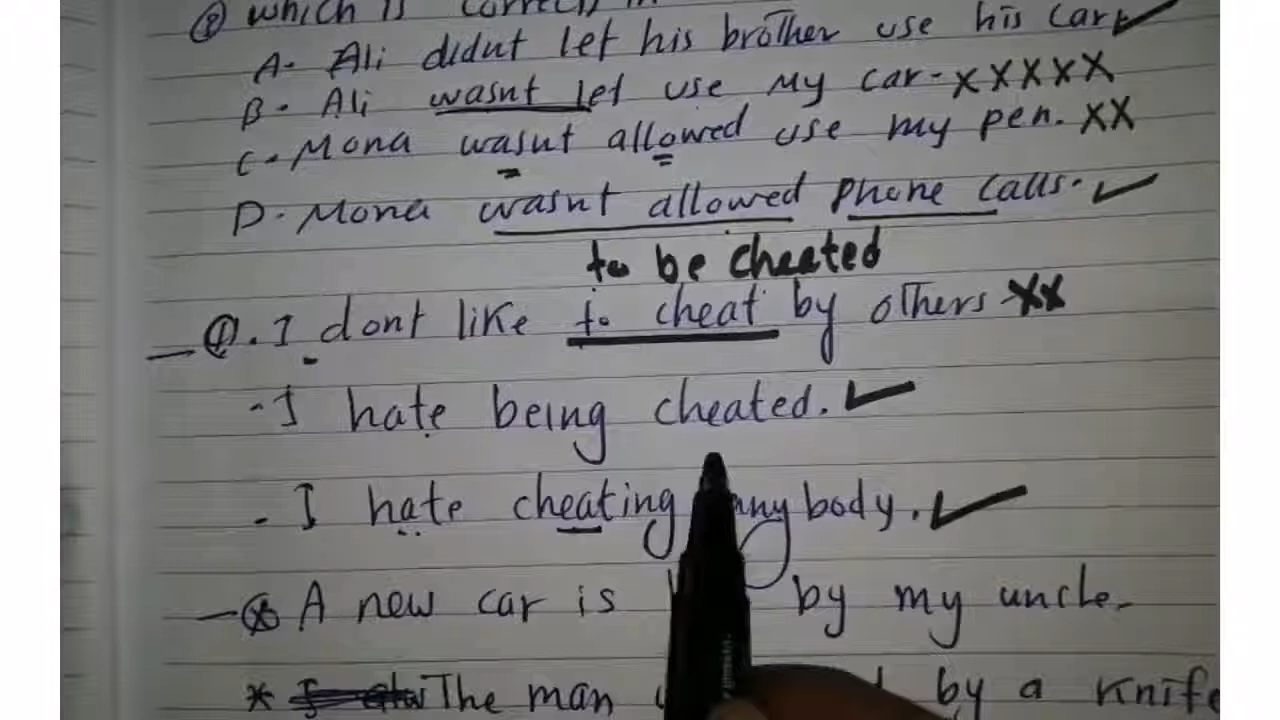 ② which is correct
A. Ali didnt let his brother use his car ✓
B. Ali wasnt let use my car. XXXXX
C. Mona wasnt allowed use my pen. XX
D. Mona wasnt allowed phone calls. ✓
to be cheated
①. I dont like to cheat by others XX
- I hate being cheated. ✓
- I hate cheating anybody. ✓
A new car is by my uncle.
* The man by a knife